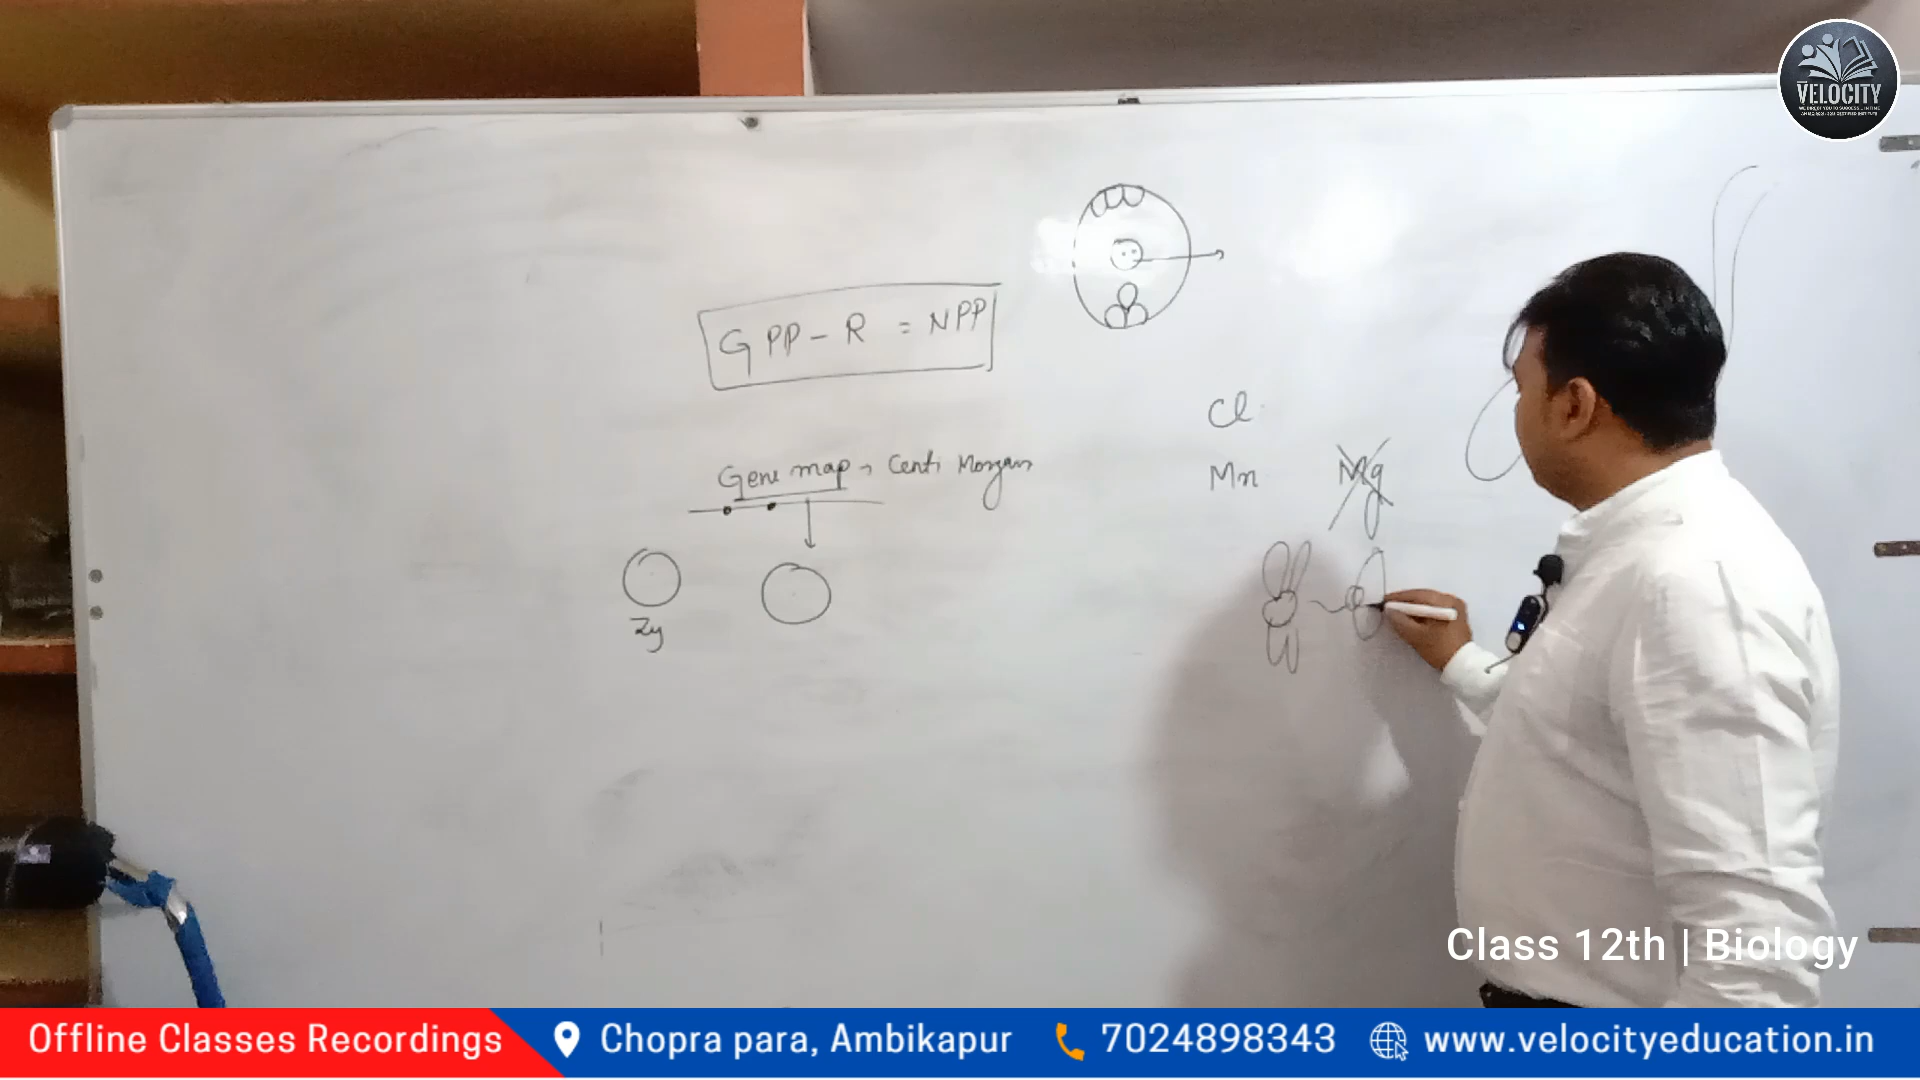 VELOCITY
GPP - R = NPP
Cl
Gene map → Centi Morgan
Mn Mg
Zy
Class 12th | Biology
Offline Classes Recordings Chopra para, Ambikapur 7024898343 www.velocityeducation.in